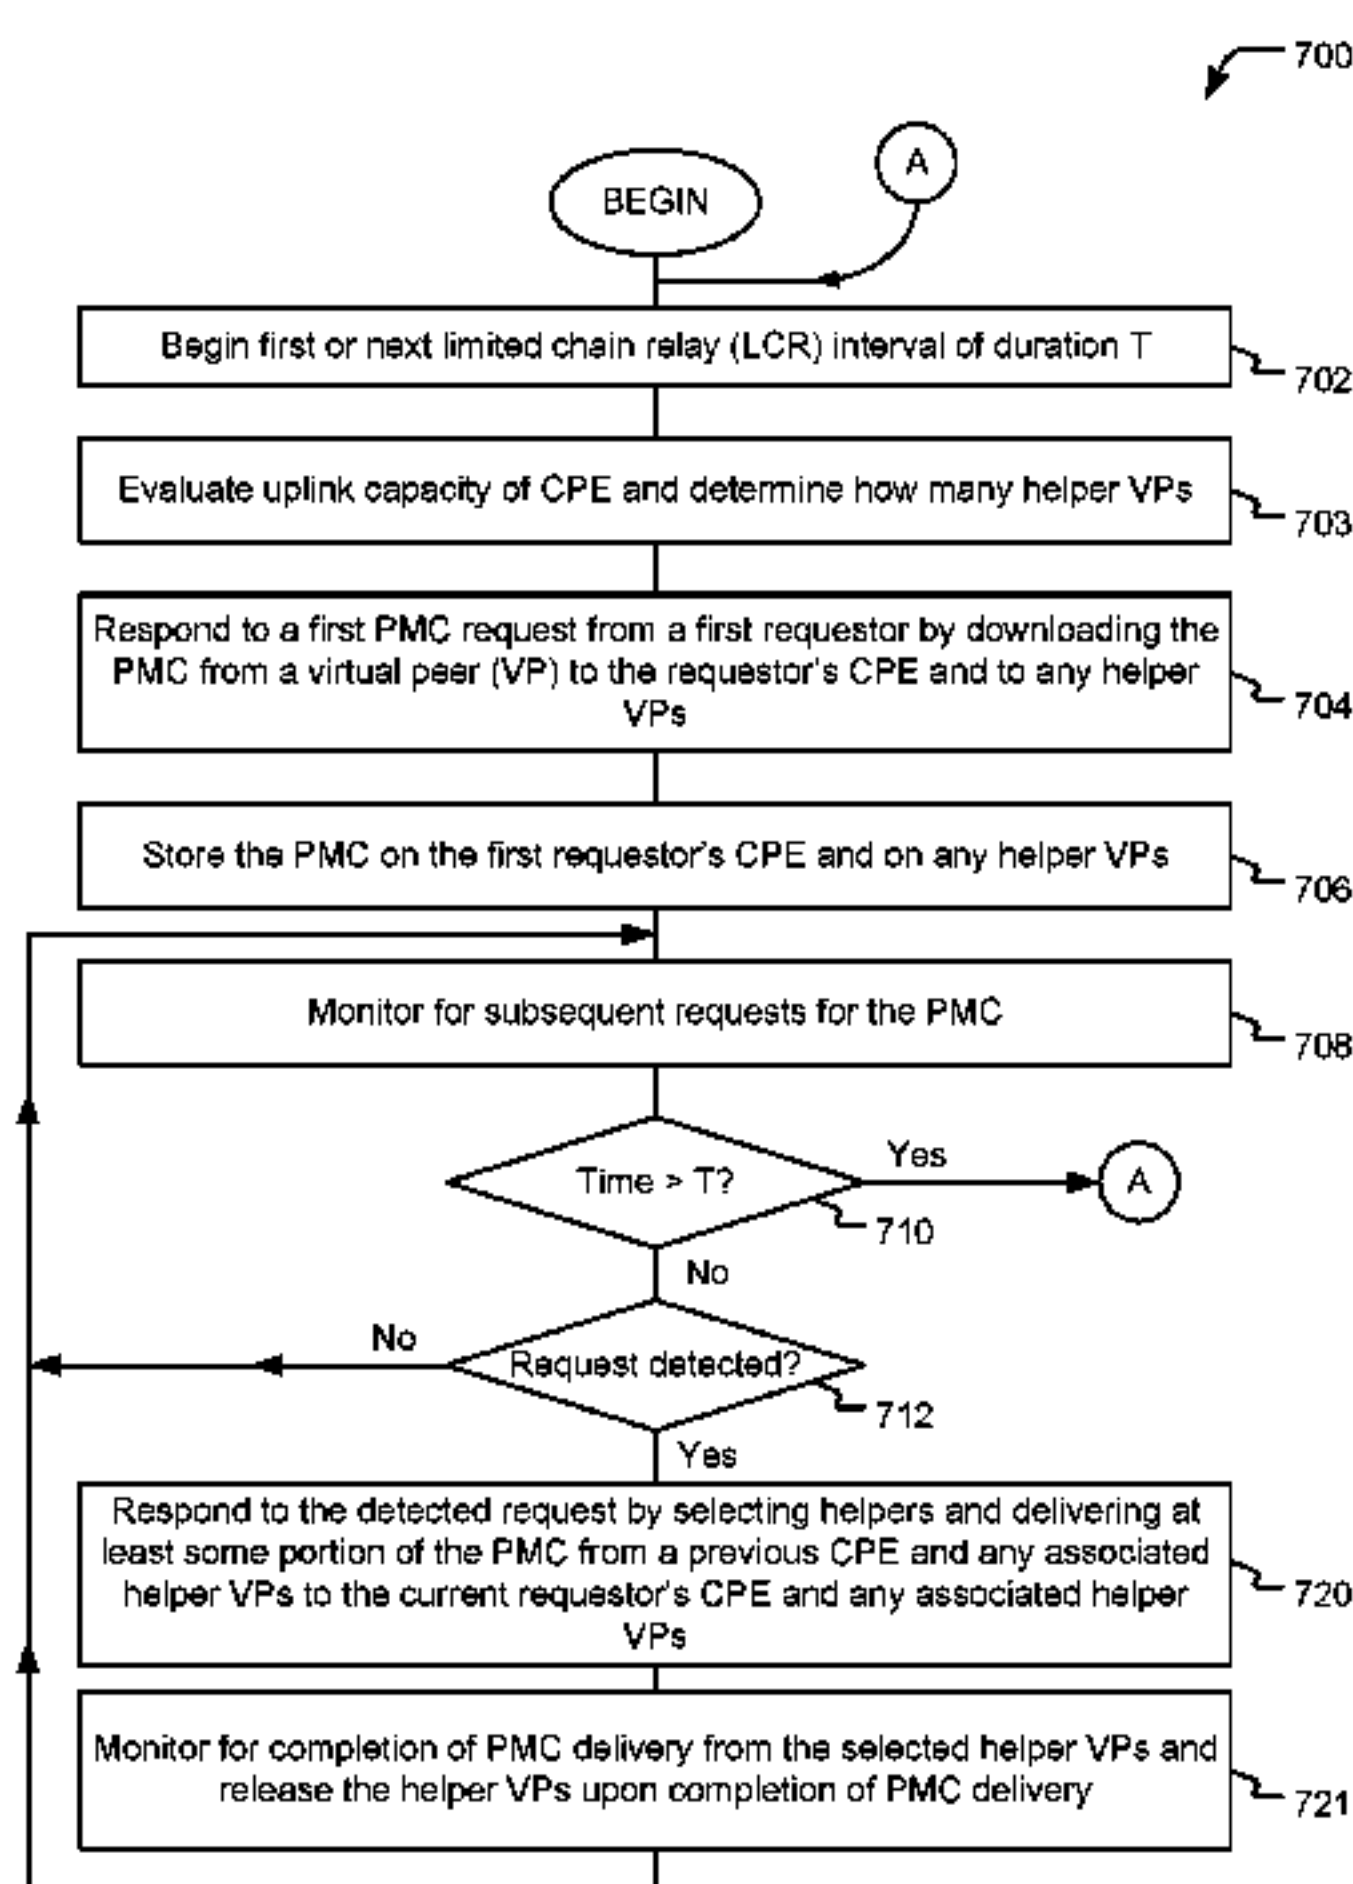 700
A
BEGIN
Begin first or next limited chain relay (LCR) interval of duration T
702
Evaluate uplink capacity of CPE and determine how many helper VPs
703
Respond to a first PMC request from a first requestor by downloading the
PMC from a virtual peer (VP) to the requestor's CPE and to any helper
VPs
704
Store the PMC on the first requestor's CPE and on any helper VPs
706
Monitor for subsequent requests for the PMC
708
Time > T?
Yes
A
710
No
Request detected?
No
712
Yes
Respond to the detected request by selecting helpers and delivering at
least some portion of the PMC from a previous CPE and any associated
helper VPs to the current requestor's CPE and any associated helper
VPs
720
Monitor for completion of PMC delivery from the selected helper VPs and
release the helper VPs upon completion of PMC delivery
721